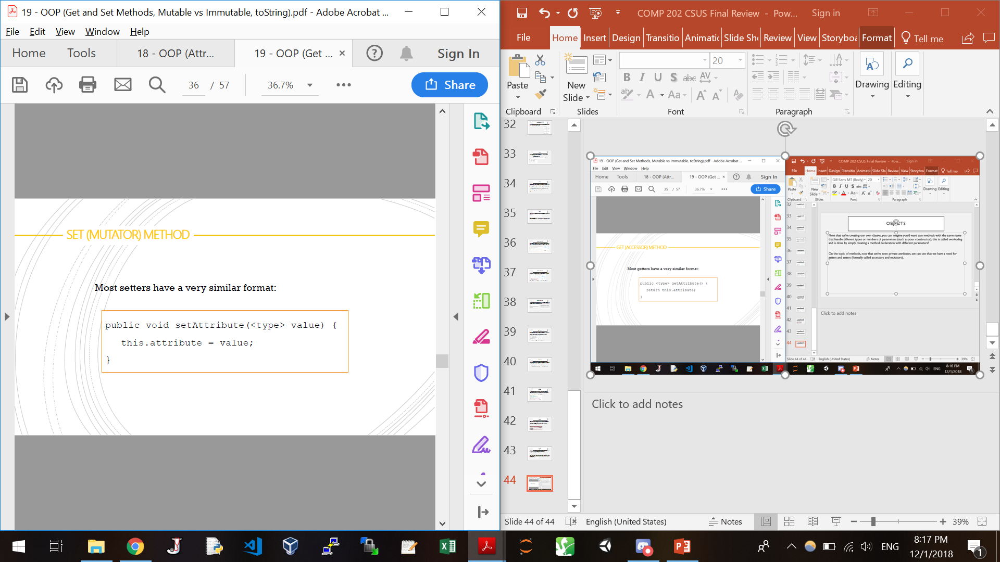 19 - OOP (Get and Set Methods, Mutable vs Immutable, toString).pdf - Adobe Acrobat ...
File Edit View Window Help
Home Tools 18 - OOP (Attr... 19 - OOP (Get ... × Sign In
36 / 57 36.7% Share
SET (MUTATOR) METHOD
Most setters have a very similar format:
public void setAttribute(<type> value) {
this.attribute = value;
}
COMP 202 CSUS Final Review - Pow... Sign in
File Home Insert Design Transitio Animatic Slide Sh Review View Storyboa Format Tell me
Paste New Slide 20 Drawing Editing
B I U S abc AV
A Aa A A
Clipboard Slides Font Paragraph
32
33
34
35
36
37
38
39
40
41
42
43
44
19 - OOP (Get and Set Methods, Mutable vs Immutable, toString).pdf - Adobe Acrobat ...
File Edit View Window Help
Home Tools 18 - OOP (Attr... 19 - OOP (Get ... × Sign In
35 / 57 36.7% Share
GET (ACCESSOR) METHOD
Most getters have a very similar format:
public <type> getAttribute() {
return this.attribute;
}
COMP 202 CSUS Final Review - Pow... Sign in
File Home Insert Design Transitio Animatic Slide Sh Review View Storyboa Format Tell me
Paste New Slide Gill Sans MT (Body) 20 Drawing Editing
Clipboard Slides Font Paragraph
32
33
34
35
36
37
38
39
40
41
42
43
44
Now that we're creating our own classes, you can imagine you'd want two methods with the same name
that handle different types or numbers of parameters (such as your constructor); this is called overloading
and is done by simply creating a method declaration with different parameters!
On the topic of methods, now that we've seen private attributes, we can see that we have a need for
getters and setters (formally called accessors and mutators).
Click to add notes
Slide 44 of 44 English (United States) Notes 39%
ENG 8:16 PM
12/1/2018
Click to add notes
Slide 44 of 44 English (United States) Notes 39%
ENG 8:17 PM
12/1/2018 1